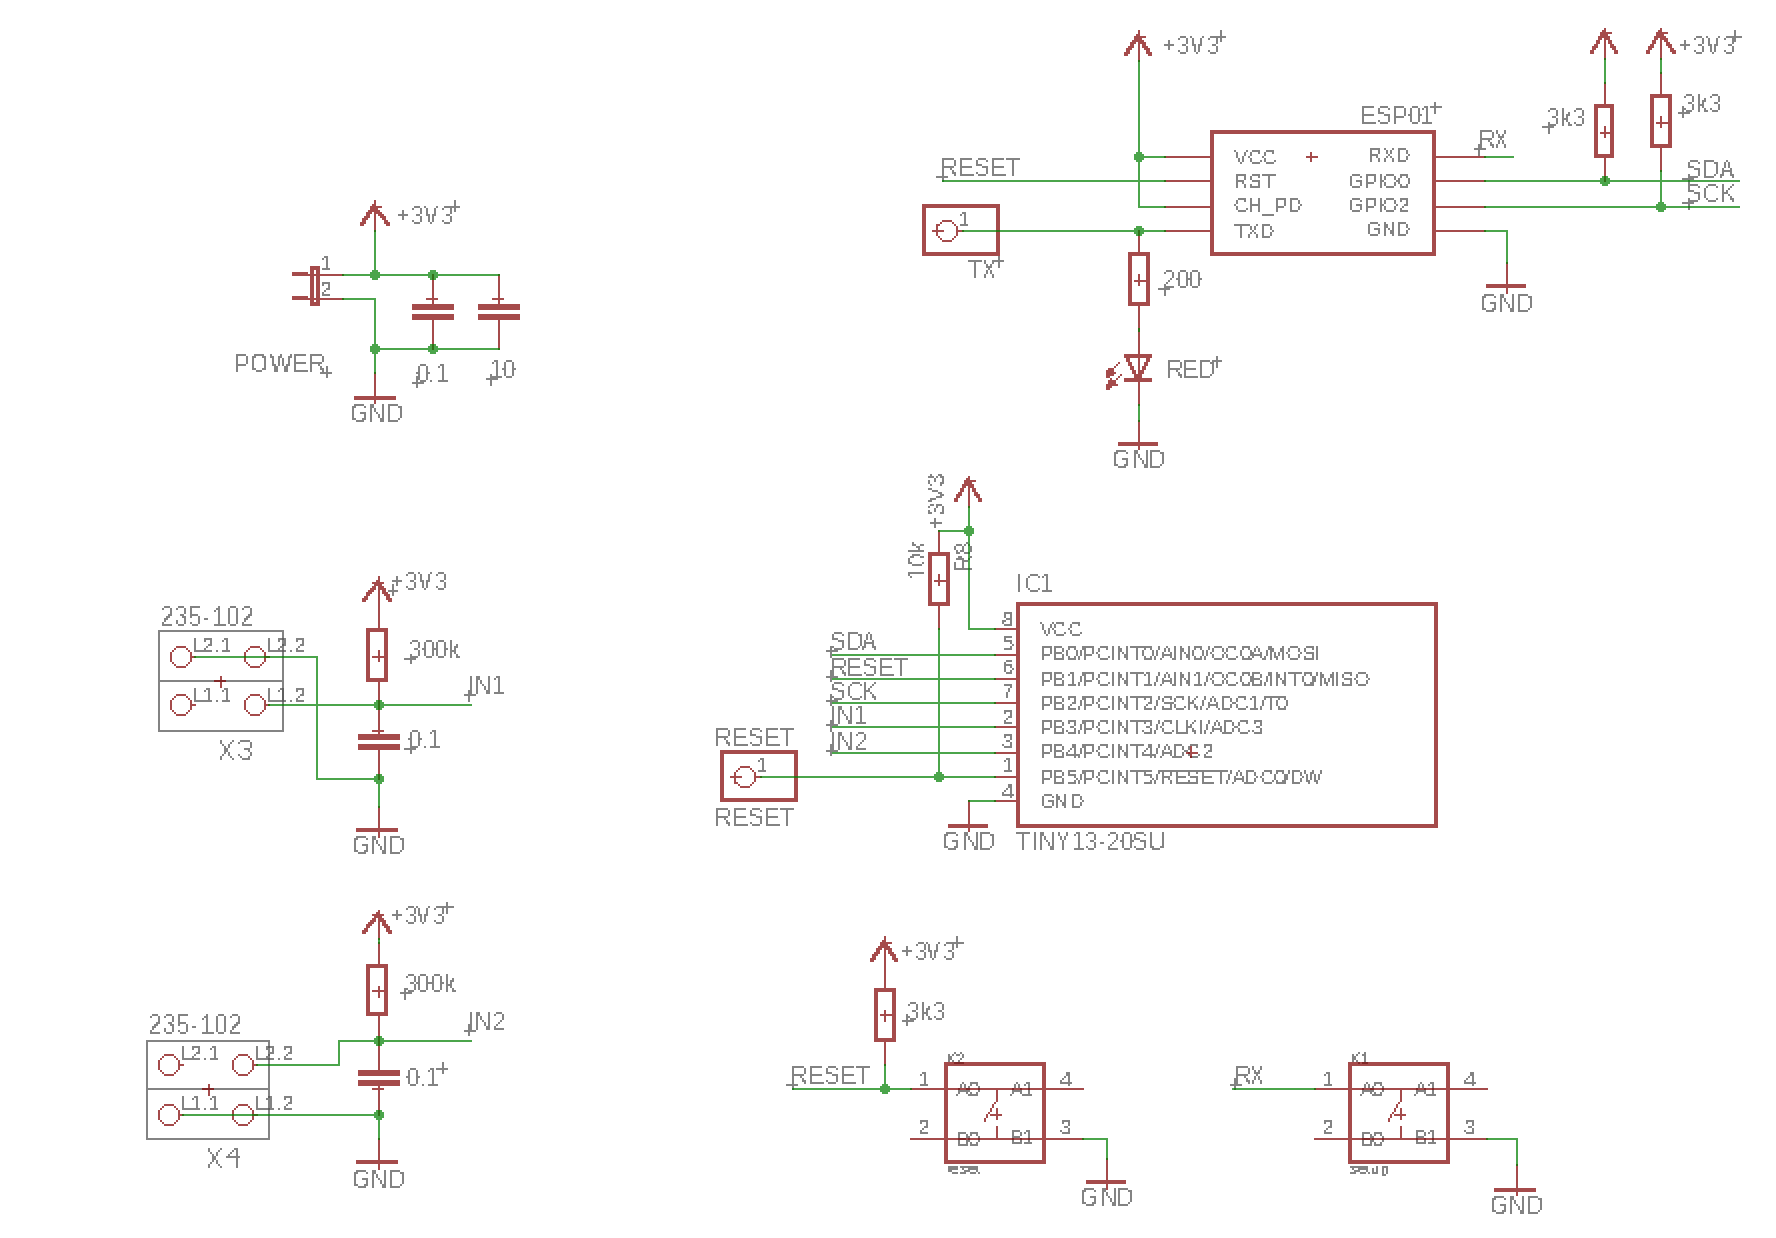 +3V3
1
2
POWER
0.1
10
GND
+3V3
ESP01
+3V3
3k3
3k3
RESET
VCC
RST
CH_PD
TXD
RXD
GPIO0
GPIO2
GND
RX
SDA
SCK
1
TX
200
RED
GND
GND
235-102
L2.1
L2.2
L1.1
L1.2
X3
+3V3
300k
IN1
0.1
GND
+3V3
10k
R8
IC1
SDA
RESET
SCK
IN1
IN2
8
5
6
7
2
3
1
4
VCC
PB0/PCINT0/AIN0/OC0A/MOSI
PB1/PCINT1/AIN1/OC0B/INT0/MISO
PB2/PCINT2/SCK/ADC1/T0
PB3/PCINT3/CLKI/ADC3
PB4/PCINT4/ADC2
PB5/PCINT5/RESET/ADC0/DW
GND
RESET
1
RESET
GND
TINY13-20SU
235-102
L2.1
L2.2
L1.1
L1.2
X4
+3V3
300k
IN2
0.1
GND
+3V3
3k3
RESET
K2
1
2
A0
A1
B0
B1
4
3
GND
RX
K1
1
2
A0
A1
B0
B1
4
3
GND